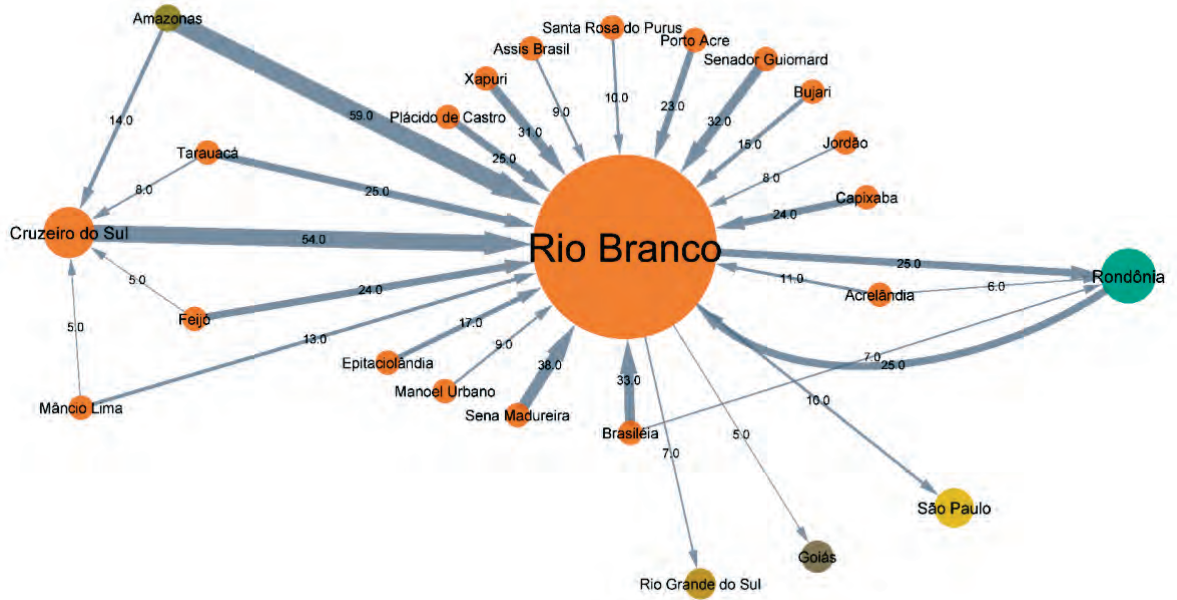 Amazonas
Santa Rosa do Purus
Porto Acre
Assis Brasil
Senador Guiomard
Xapuri
Bujari
Plácido de Castro
Jordão
Tarauacá
Capixaba
Cruzeiro do Sul
Rio Branco
Rondônia
Acrelândia
Feijó
Epitaciolândia
Manoel Urbano
Mâncio Lima
Sena Madureira
Brasiléia
São Paulo
Goiás
Rio Grande do Sul
14.0
59.0
9.0
10.0
23.0
32.0
31.0
15.0
25.0
8.0
8.0
25.0
24.0
54.0
25.0
11.0
6.0
5.0
24.0
5.0
13.0
17.0
9.0
38.0
33.0
7.0
25.0
10.0
7.0
5.0